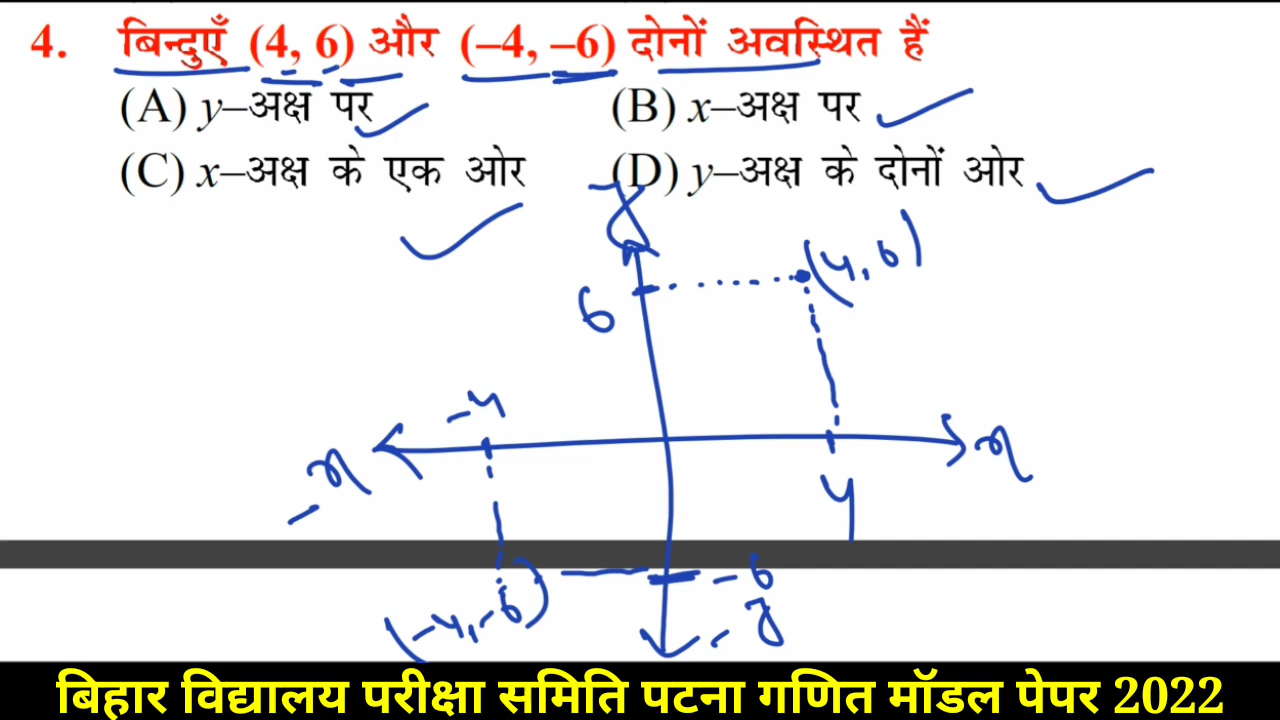 4. बिन्दुएँ (4, 6) और (–4, –6) दोनों अवस्थित हैं
(A) y–अक्ष पर (B) x–अक्ष पर
(C) x–अक्ष के एक ओर (D) y–अक्ष के दोनों ओर
y
(4, 6)
6
-4
-x x
4
-6
(-4, -6)
-y
बिहार विद्यालय परीक्षा समिति पटना गणित मॉडल पेपर 2022